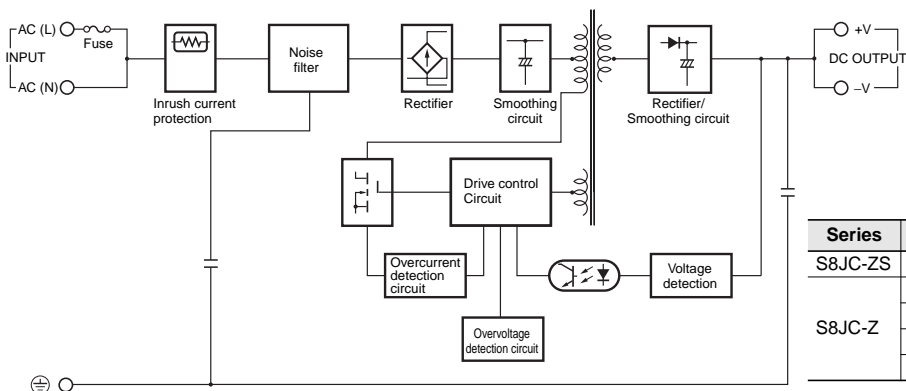 AC (L)
Fuse
INPUT
AC (N)
Inrush current
protection
Noise
filter
Rectifier
Smoothing
circuit
Rectifier/
Smoothing circuit
+V
DC OUTPUT
–V
Drive control
Circuit
Overcurrent
detection
circuit
Voltage
detection
Overvoltage
detection circuit
Series
S8JC-ZS
S8JC-Z